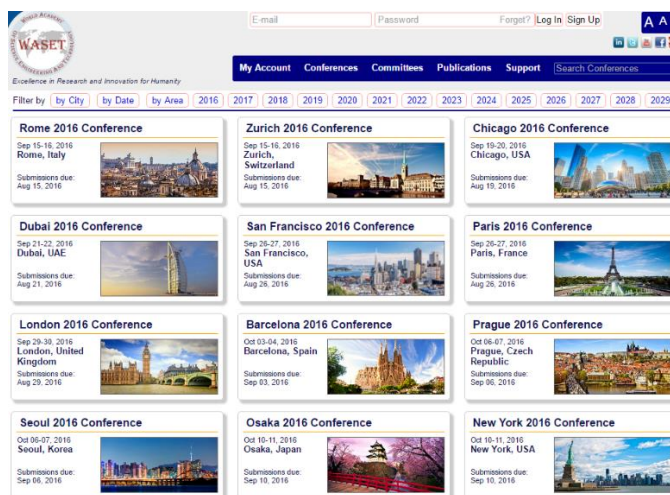 WORLD ACADEMY
WASET
Excellence in Research and Innovation for Humanity
E-mail Password Forget? Log In Sign Up A A
My Account Conferences Committees Publications Support Search Conferences
Filter by by City by Date by Area 2016 2017 2018 2019 2020 2021 2022 2023 2024 2025 2026 2027 2028 2029
Rome 2016 Conference
Sep 15-16, 2016
Rome, Italy
Submissions due:
Aug 15, 2016
Zurich 2016 Conference
Sep 15-16, 2016
Zurich,
Switzerland
Submissions due:
Aug 15, 2016
Chicago 2016 Conference
Sep 19-20, 2016
Chicago, USA
Submissions due:
Aug 19, 2016
Dubai 2016 Conference
Sep 21-22, 2016
Dubai, UAE
Submissions due:
Aug 21, 2016
San Francisco 2016 Conference
Sep 26-27, 2016
San Francisco,
USA
Submissions due:
Aug 26, 2016
Paris 2016 Conference
Sep 26-27, 2016
Paris, France
Submissions due:
Aug 26, 2016
London 2016 Conference
Sep 29-30, 2016
London, United
Kingdom
Submissions due:
Aug 29, 2016
Barcelona 2016 Conference
Oct 03-04, 2016
Barcelona, Spain
Submissions due:
Sep 03, 2016
Prague 2016 Conference
Oct 06-07, 2016
Prague, Czech
Republic
Submissions due:
Sep 06, 2016
Seoul 2016 Conference
Oct 06-07, 2016
Seoul, Korea
Submissions due:
Sep 06, 2016
Osaka 2016 Conference
Oct 10-11, 2016
Osaka, Japan
Submissions due:
Sep 10, 2016
New York 2016 Conference
Oct 10-11, 2016
New York, USA
Submissions due:
Sep 10, 2016